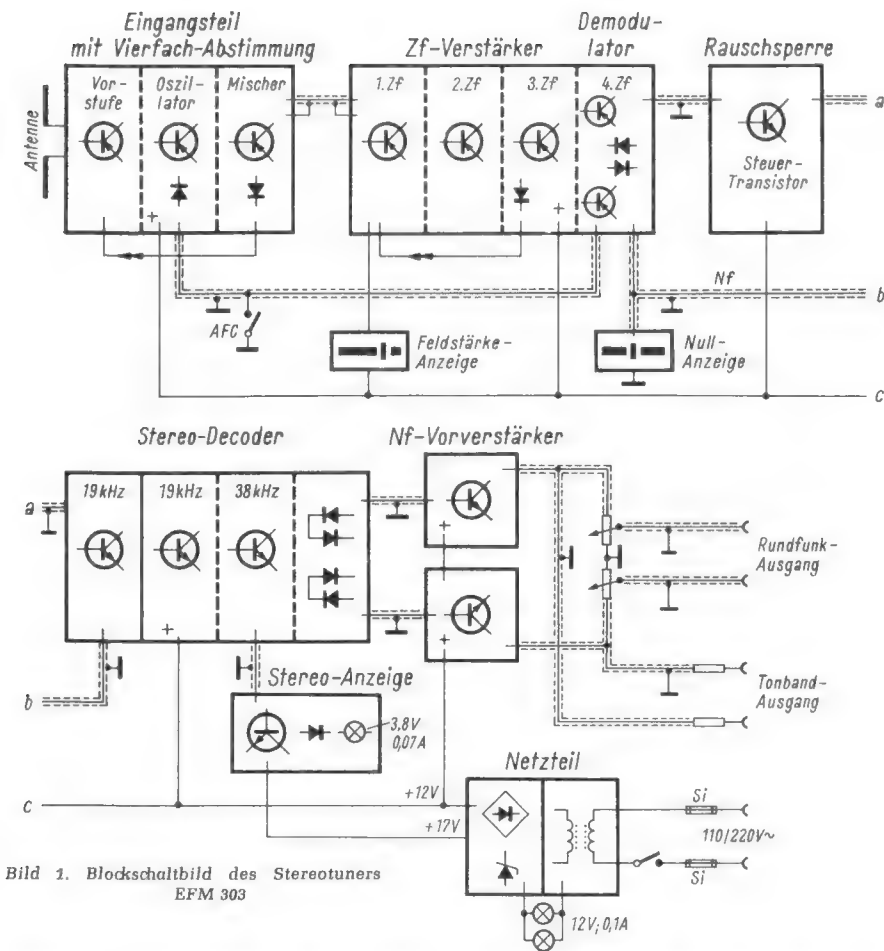 Eingangsteil
mit Vierfach-Abstimmung
Zf-Verstärker
Demodu-
lator
Rauschsperre
Antenne
Vor-
stufe
Oszil-
lator
Mischer
1.Zf
2.Zf
3.Zf
4.Zf
Steuer-
Transistor
a
+
+
Nf
b
AFC
Feldstärke-
Anzeige
Null-
Anzeige
c
Stereo-Decoder
Nf-Vorverstärker
a
19kHz
19kHz
38kHz
+
+
+
Rundfunk-
Ausgang
b
Stereo-Anzeige
3,8V
0,07A
Tonband-
Ausgang
Netzteil
c
+12V
+17V
Si
110/220V~
Si
12V; 0,1A
Bild 1. Blockschaltbild des Stereotuners
EFM 303